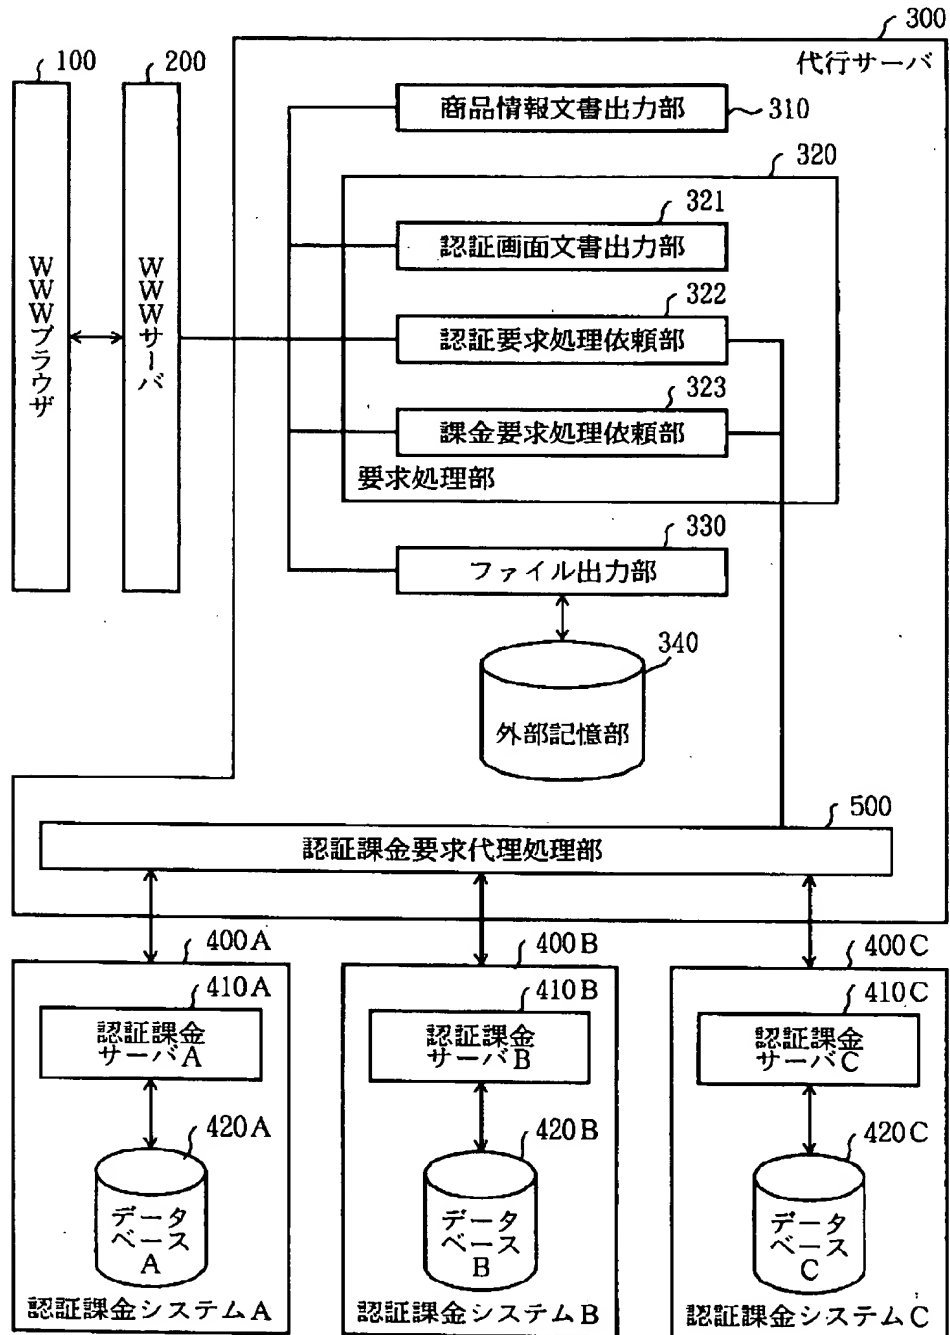 300
代行サーバ
100
200
WWWブラウザ
WWWサーバ
商品情報文書出力部
310
320
321
認証画面文書出力部
322
認証要求処理依頼部
323
課金要求処理依頼部
要求処理部
330
ファイル出力部
340
外部記憶部
500
認証課金要求代理処理部
400A
410A
認証課金
サーバA
420A
データ
ベース
A
認証課金システムA
400B
410B
認証課金
サーバB
420B
データ
ベース
B
認証課金システムB
400C
410C
認証課金
サーバC
420C
データ
ベース
C
認証課金システムC